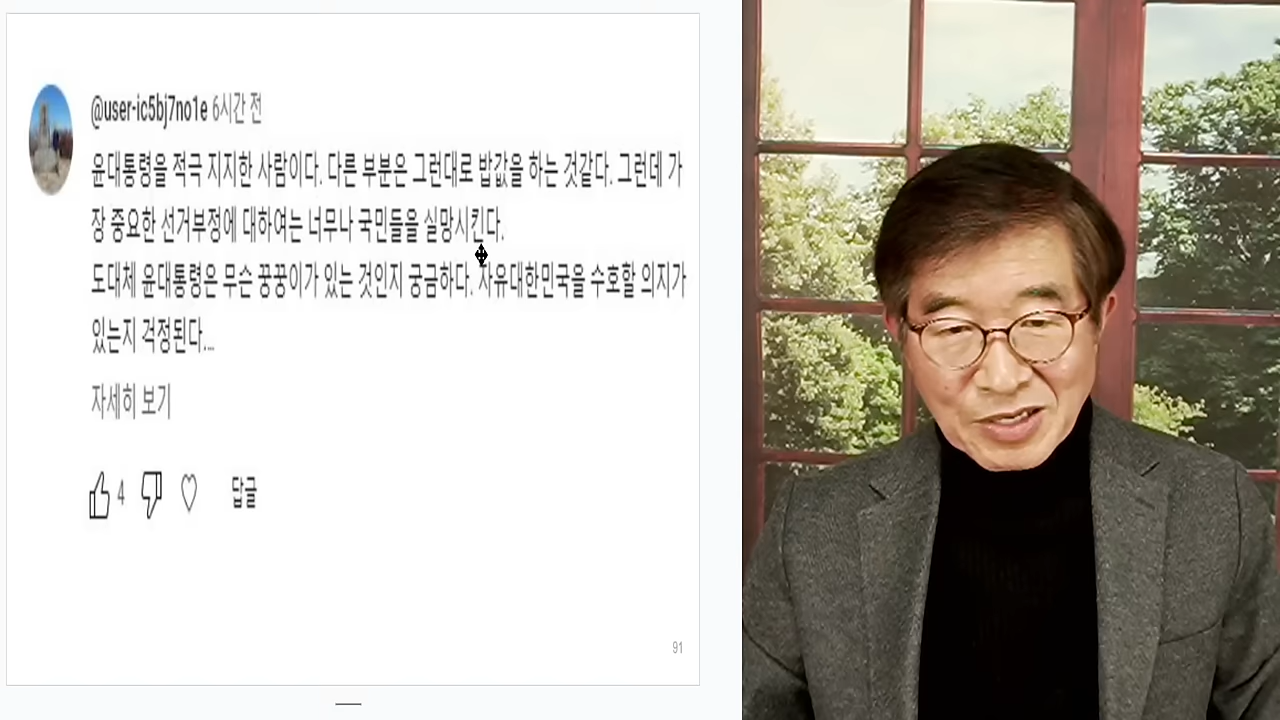 @user-ic5bj7no1e 6시간 전
윤대통령을 적국 지지한 사람이다. 다른 부분은 그런대로 밥값을 하는 것같다. 그런데 가
장 중요한 선거부정에 대하여는 너무나 국민들을 실망시킨다.
도대체 윤대통령은 무슨 꿍꿍이가 있는 것인지 궁금하다. 자유대한민국을 수호할 의지가
있는지 걱정된다...
자세히 보기
4 답글
91